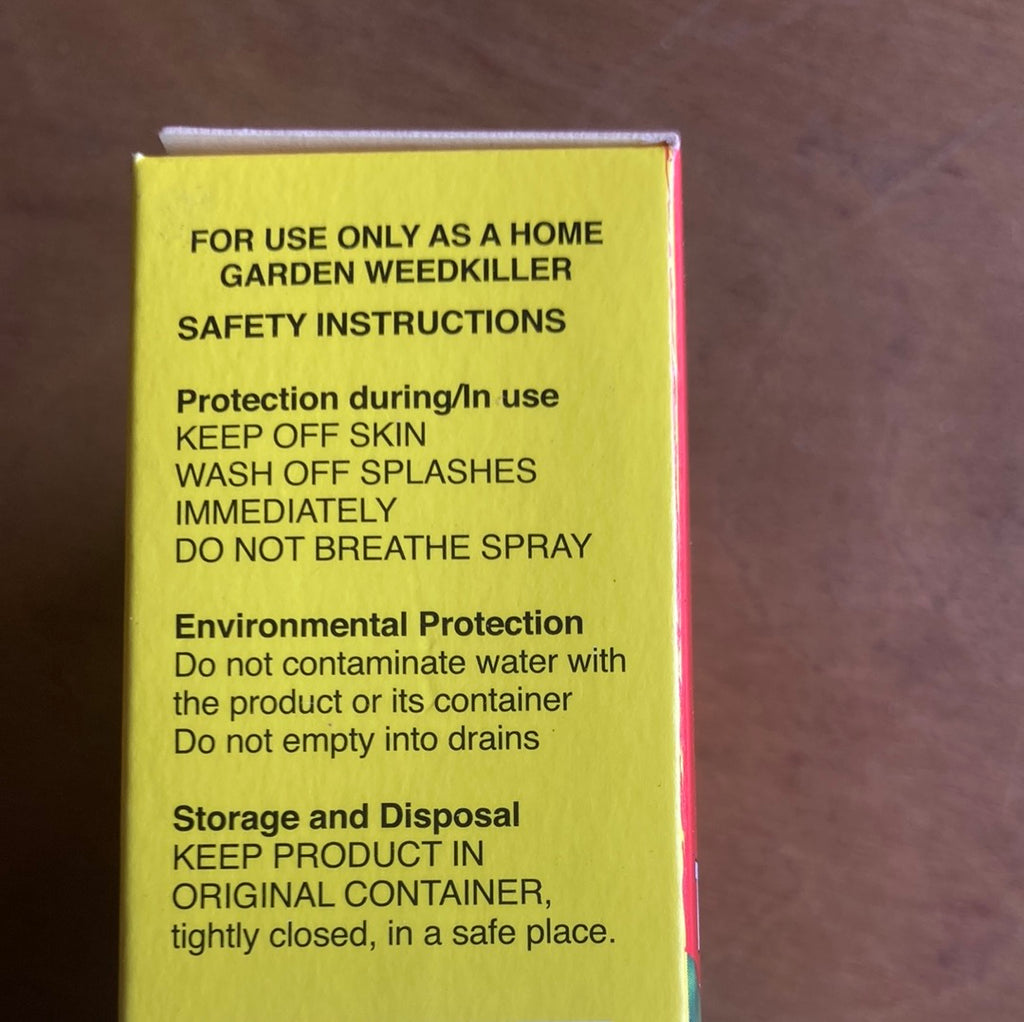 FOR USE ONLY AS A HOME
GARDEN WEEDKILLER
SAFETY INSTRUCTIONS
Protection during/In use
KEEP OFF SKIN
WASH OFF SPLASHES
IMMEDIATELY
DO NOT BREATHE SPRAY
Environmental Protection
Do not contaminate water with
the product or its container
Do not empty into drains
Storage and Disposal
KEEP PRODUCT IN
ORIGINAL CONTAINER,
tightly closed, in a safe place.